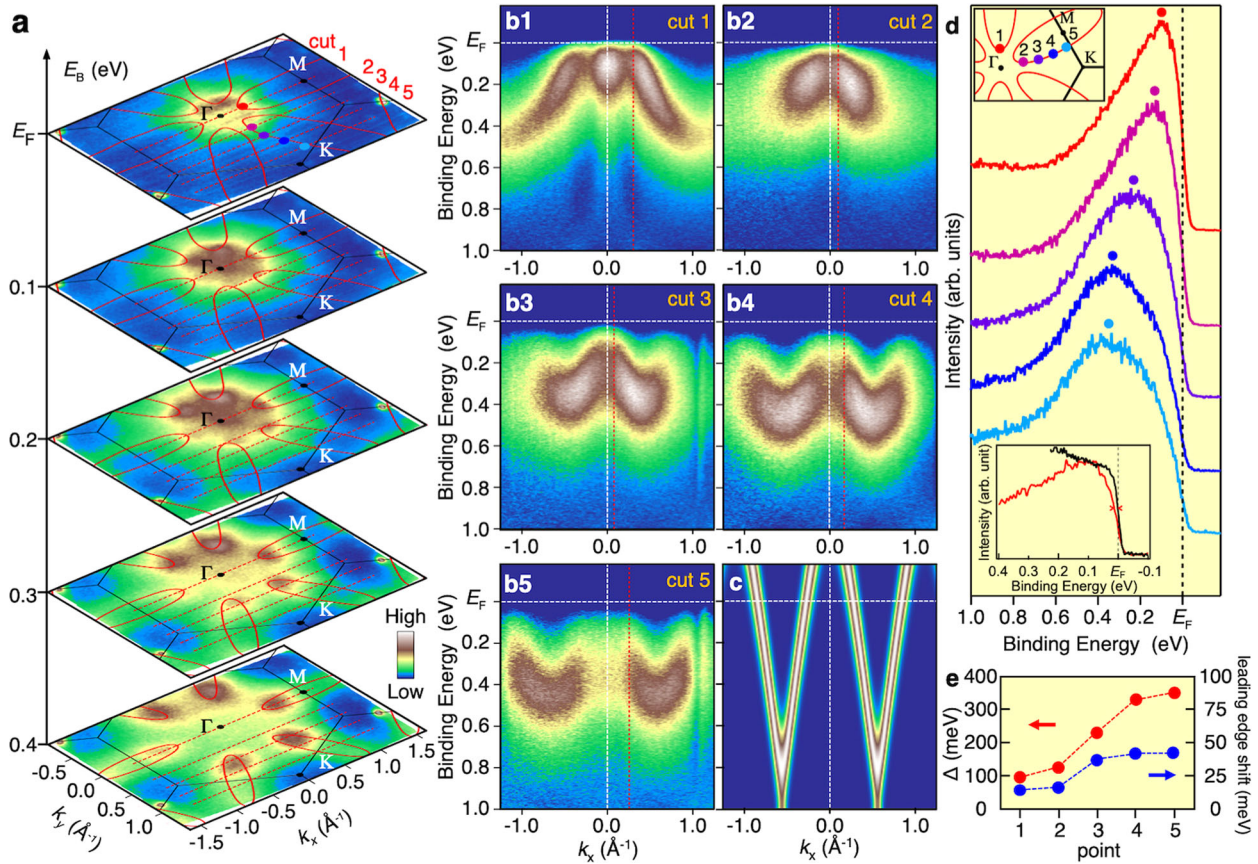 a
E_B (eV)
cut 1
2
3
4
5
M
Γ
K
E_F
0.1
M
Γ
K
0.2
M
Γ
K
0.3
M
Γ
K
High
Low
0.4
M
Γ
K
-0.5
0.0
0.5
1.0
k_y (Å⁻¹)
-1.5
-1.0
-0.5
0.0
0.5
1.0
1.5
k_x (Å⁻¹)
b1
cut 1
E_F
0.2
0.4
0.6
0.8
1.0
Binding Energy (eV)
-1.0
0.0
1.0
b2
cut 2
-1.0
0.0
1.0
b3
cut 3
E_F
0.2
0.4
0.6
0.8
1.0
Binding Energy (eV)
-1.0
0.0
1.0
b4
cut 4
-1.0
0.0
1.0
b5
cut 5
E_F
0.2
0.4
0.6
0.8
1.0
Binding Energy (eV)
-1.0
0.0
1.0
k_x (Å⁻¹)
c
-1.0
0.0
1.0
k_x (Å⁻¹)
d
M
1
5
2 3 4
Γ
K
Intensity (arb. units)
Intensity (arb. unit)
0.4 0.3 0.2 0.1 E_F -0.1
Binding Energy (eV)
1.0 0.8 0.6 0.4 0.2 E_F
Binding Energy (eV)
e
400
300
200
100
0
Δ (meV)
100
75
50
25
0
leading edge shift (meV)
1 2 3 4 5
point